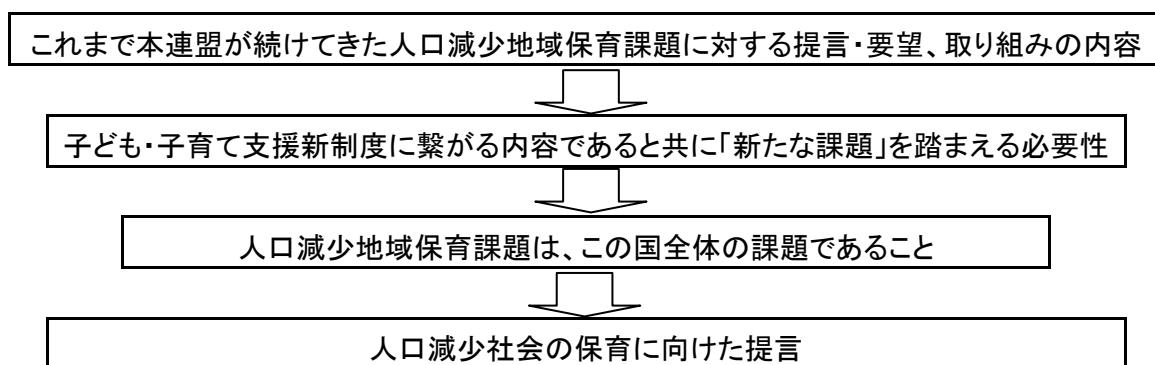 これまで本連盟が続けてきた人口減少地域保育課題に対する提言・要望、取り組みの内容
子ども・子育て支援新制度に繋がる内容であると共に「新たな課題」を踏まえる必要性
人口減少地域保育課題は、この国全体の課題であること
人口減少社会の保育に向けた提言